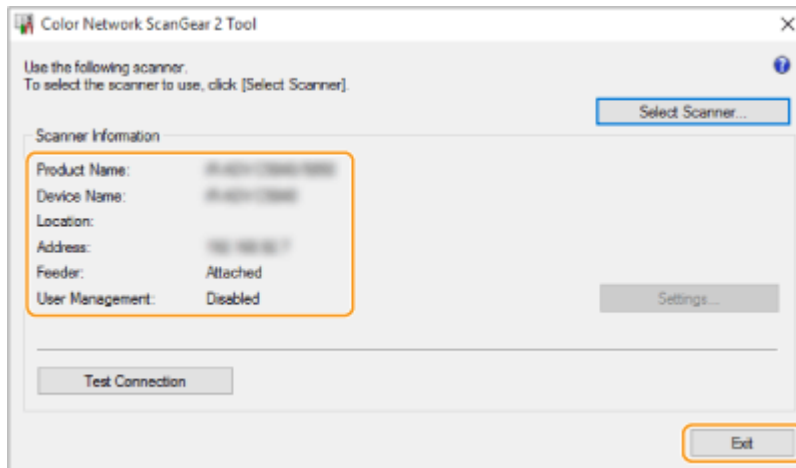 Color Network ScanGear 2 Tool
Use the following scanner.
To select the scanner to use, click [Select Scanner].
Select Scanner...
Scanner Information
Product Name:
Device Name:
Location:
Address:
Feeder: Attached
User Management: Disabled
Settings...
Test Connection
Exit